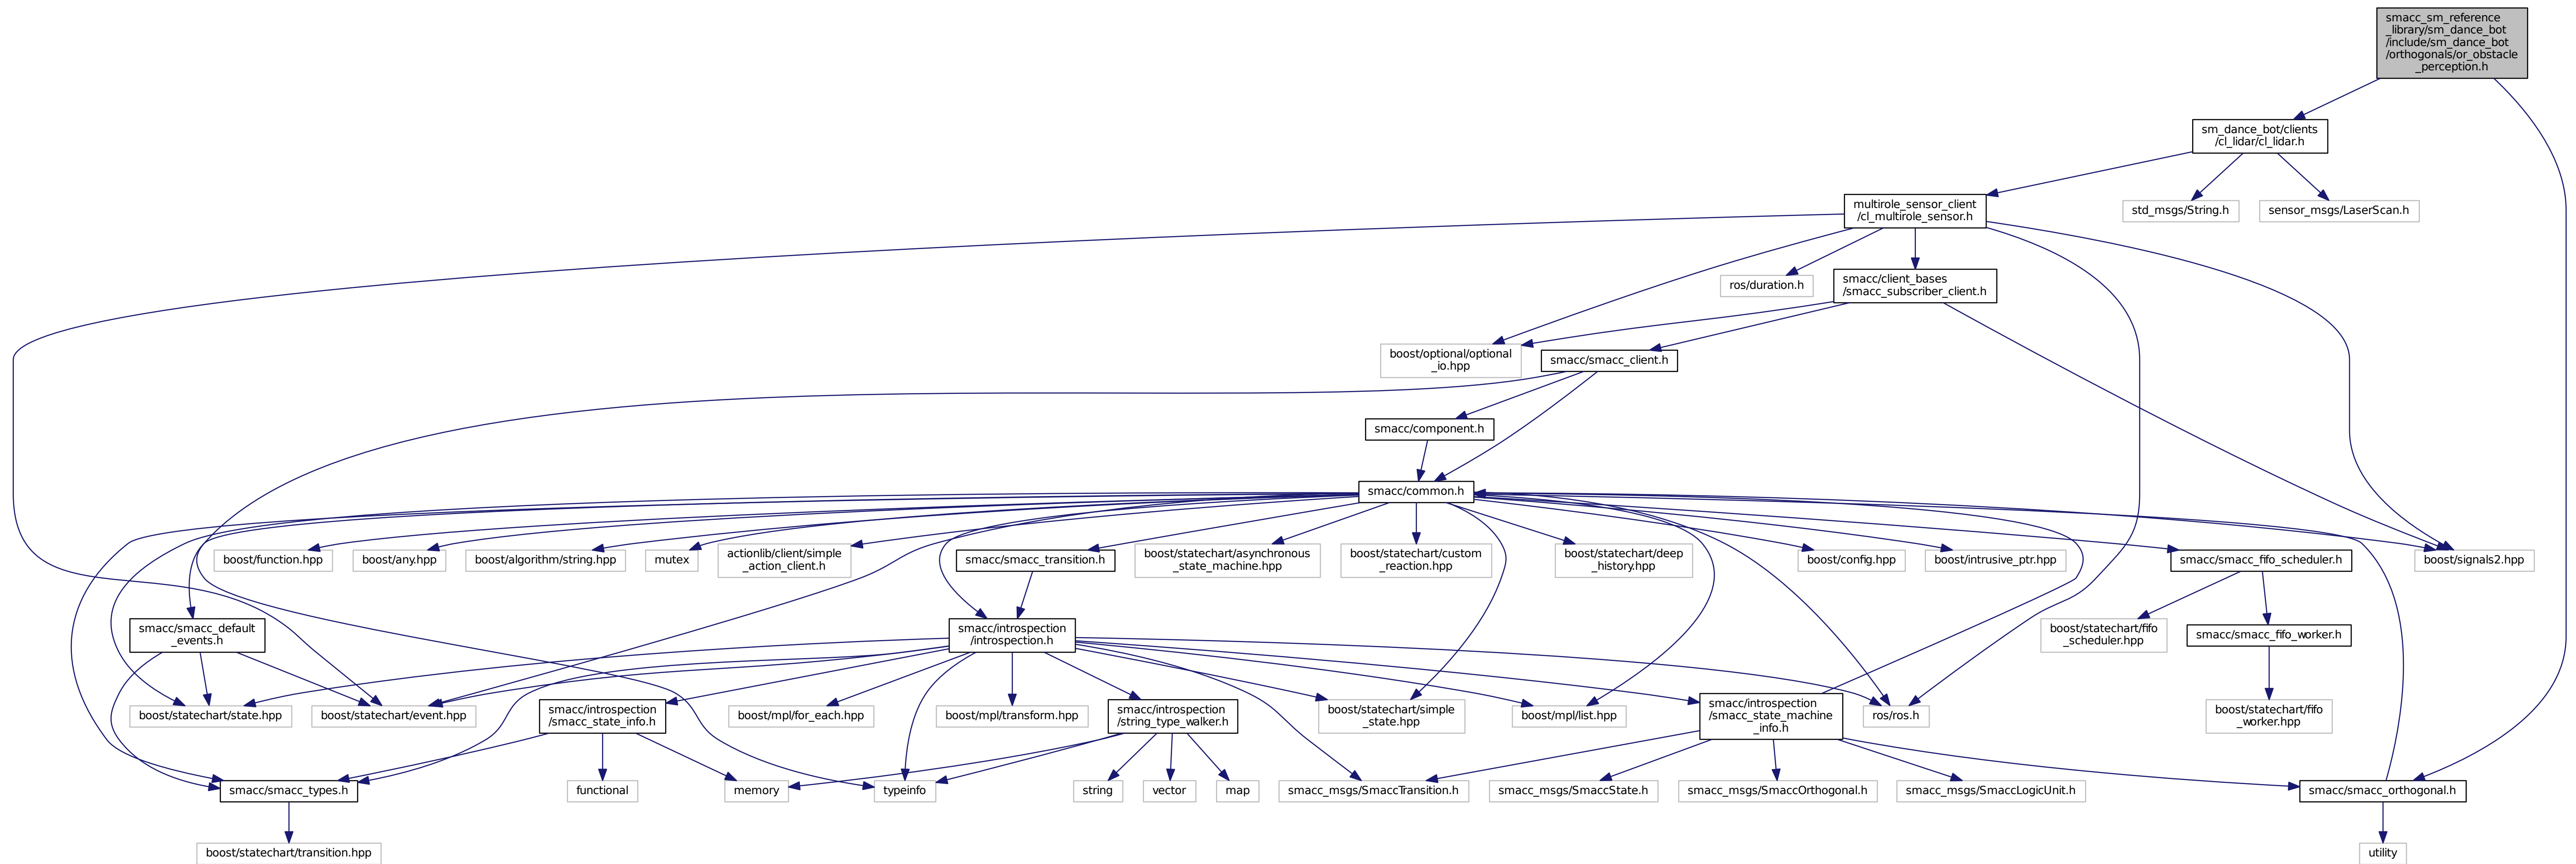 smacc_sm_reference
_library/sm_dance_bot
/include/sm_dance_bot
/orthogonals/or_obstacle
_perception.h
sm_dance_bot/clients
/cl_lidar/cl_lidar.h
multirole_sensor_client
/cl_multirole_sensor.h
std_msgs/String.h
sensor_msgs/LaserScan.h
ros/duration.h
smacc/client_bases
/smacc_subscriber_client.h
boost/optional/optional
_io.hpp
smacc/smacc_client.h
smacc/component.h
smacc/common.h
boost/function.hpp
boost/any.hpp
boost/algorithm/string.hpp
mutex
actionlib/client/simple
_action_client.h
smacc/smacc_transition.h
boost/statechart/asynchronous
_state_machine.hpp
boost/statechart/custom
_reaction.hpp
boost/statechart/deep
_history.hpp
boost/config.hpp
boost/intrusive_ptr.hpp
smacc/smacc_fifo_scheduler.h
boost/signals2.hpp
smacc/smacc_default
_events.h
smacc/introspection
/introspection.h
boost/statechart/fifo
_scheduler.hpp
smacc/smacc_fifo_worker.h
boost/statechart/state.hpp
boost/statechart/event.hpp
smacc/introspection
/smacc_state_info.h
boost/mpl/for_each.hpp
boost/mpl/transform.hpp
smacc/introspection
/string_type_walker.h
boost/statechart/simple
_state.hpp
boost/mpl/list.hpp
smacc/introspection
/smacc_state_machine
_info.h
ros/ros.h
boost/statechart/fifo
_worker.hpp
smacc/smacc_types.h
functional
memory
typeinfo
string
vector
map
smacc_msgs/SmaccTransition.h
smacc_msgs/SmaccState.h
smacc_msgs/SmaccOrthogonal.h
smacc_msgs/SmaccLogicUnit.h
smacc/smacc_orthogonal.h
boost/statechart/transition.hpp
utility